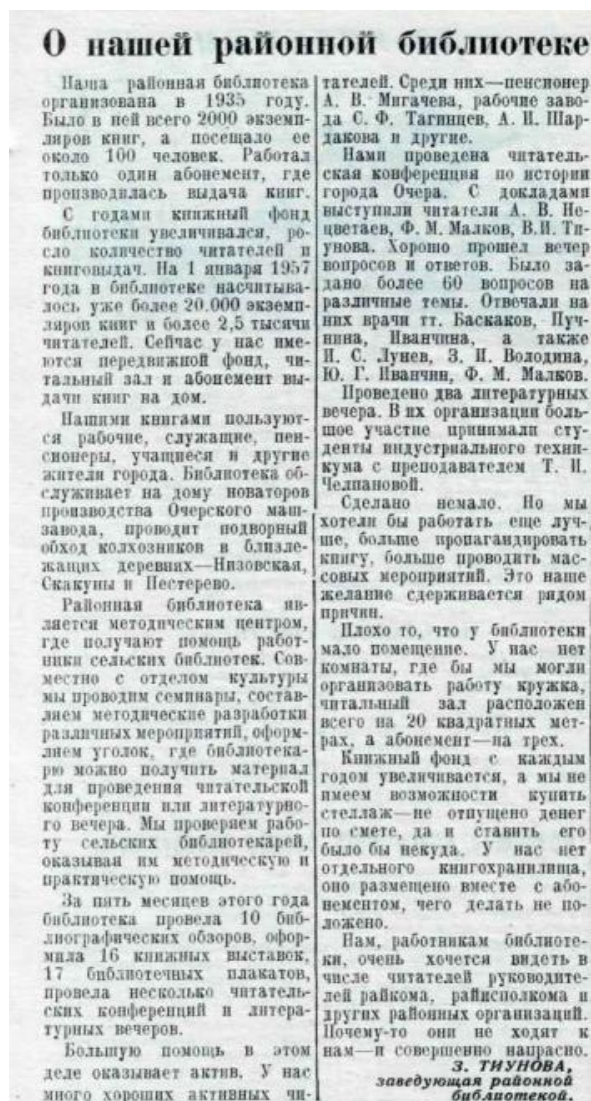 О нашей районной библиотеке
Наша районная библиотека
организована в 1935 году.
Было в ней всего 2000 экземп-
ляров книг, а посещало ее
около 100 человек. Работал
только один абонемент, где
производилась выдача книг.
С годами книжный фонд
библиотеки увеличивался, ро-
сло количество читателей и
книговыдач. На 1 января 1957
года в библиотеке насчитыва-
лось уже более 20.000 экземп-
ляров книг и более 2,5 тысячи
читателей. Сейчас у нас име-
ются передвижной фонд, чи-
тальный зал и абонемент вы-
дачи книг на дом.
Нашими книгами пользуют-
ся рабочие, служащие, пен-
сионеры, учащиеся и другие
жители города. Библиотека об-
служивает на дому новаторов
производства Очерского маш-
завода, проводит подворный
обход колхозников в близле-
жащих деревнях—Низовская,
Скакуны и Пестерево.
Районная библиотека яв-
ляется методическим центром,
где получают помощь работ-
ники сельских библиотек. Сов-
местно с отделом культуры
мы проводим семинары, состав-
ляем методические разработки
различных мероприятий, оформ-
ляем уголок, где библиотека-
рю можно получить материал
для проведения читательской
конференции или литературно-
го вечера. Мы проверяем рабо-
ту сельских библиотекарей,
оказывая им методическую и
практическую помощь.
За пять месяцев этого года
библиотека провела 10 биб-
лиографических обзоров, офор-
мила 16 книжных выставок,
17 библиотечных плакатов,
провела несколько читатель-
ских конференций и литера-
турных вечеров.
Большую помощь в этом
деле оказывает актив. У нас
много хороших активных чи-
тателей. Среди них—пенсионер
А. В. Мигачева, рабочие заво-
да С. Ф. Тагинцев, А. И. Шар-
дакова и другие.
Нами проведена читатель-
ская конференция по истории
города Очера. С докладами
выступили читатели А. В. Не-
цветаев, Ф. М. Малков, В.И. Ти-
унова. Хорошо прошел вечер
вопросов и ответов. Было за-
дано более 60 вопросов на
различные темы. Отвечали на
них врачи тт. Баскаков, Пуч-
нина, Иванчина, а также
И. С. Лунев, З. И. Володина,
Ю. Г. Иванчин, Ф. М. Малков.
Проведено два литературных
вечера. В их организации боль-
шое участие принимали сту-
денты индустриального техни-
кума с преподавателем Т. И.
Челпановой.
Сделано немало. Но мы
хотели бы работать еще луч-
ше, больше пропагандировать
книгу, больше проводить мас-
совых мероприятий. Это наше
желание сдерживается рядом
причин.
Плохо то, что у библиотеки
мало помещение. У нас нет
комнаты, где бы мы могли
организовать работу кружка,
читальный зал расположен
всего на 20 квадратных мет-
рах, а абонемент—на трех.
Книжный фонд с каждым
годом увеличивается, а мы не
имеем возможности купить
стеллаж—не отпущено денег
по смете, да и ставить его
было бы некуда. У нас нет
отдельного книгохранилища,
оно размещено вместе с або-
нементом, чего делать не по-
ложено.
Нам, работникам библиоте-
ки, очень хочется видеть в
числе читателей руководите-
лей райкома, райисполкома и
других районных организаций.
Почему-то они не ходят к
нам—и совершенно напрасно.
З. ТИУНОВА,
заведующая районной
библиотекой.